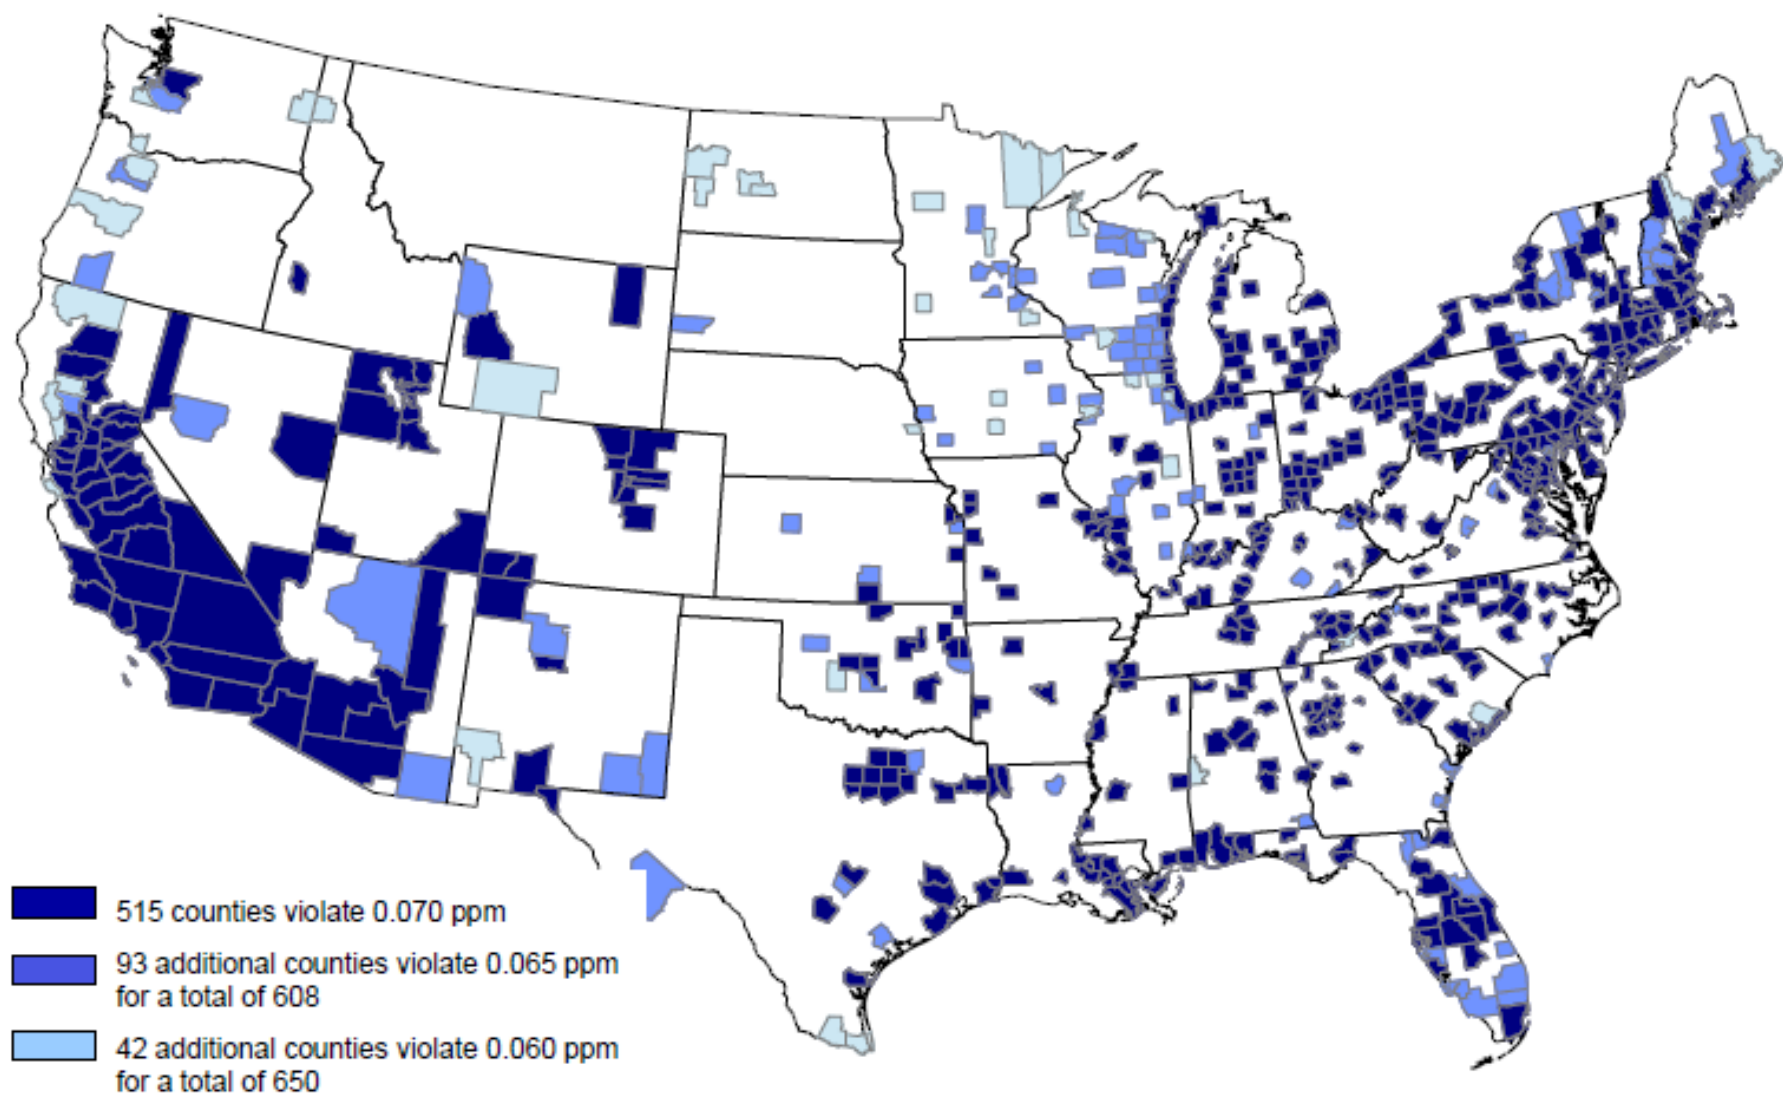 515 counties violate 0.070 ppm
93 additional counties violate 0.065 ppm
for a total of 608
42 additional counties violate 0.060 ppm
for a total of 650